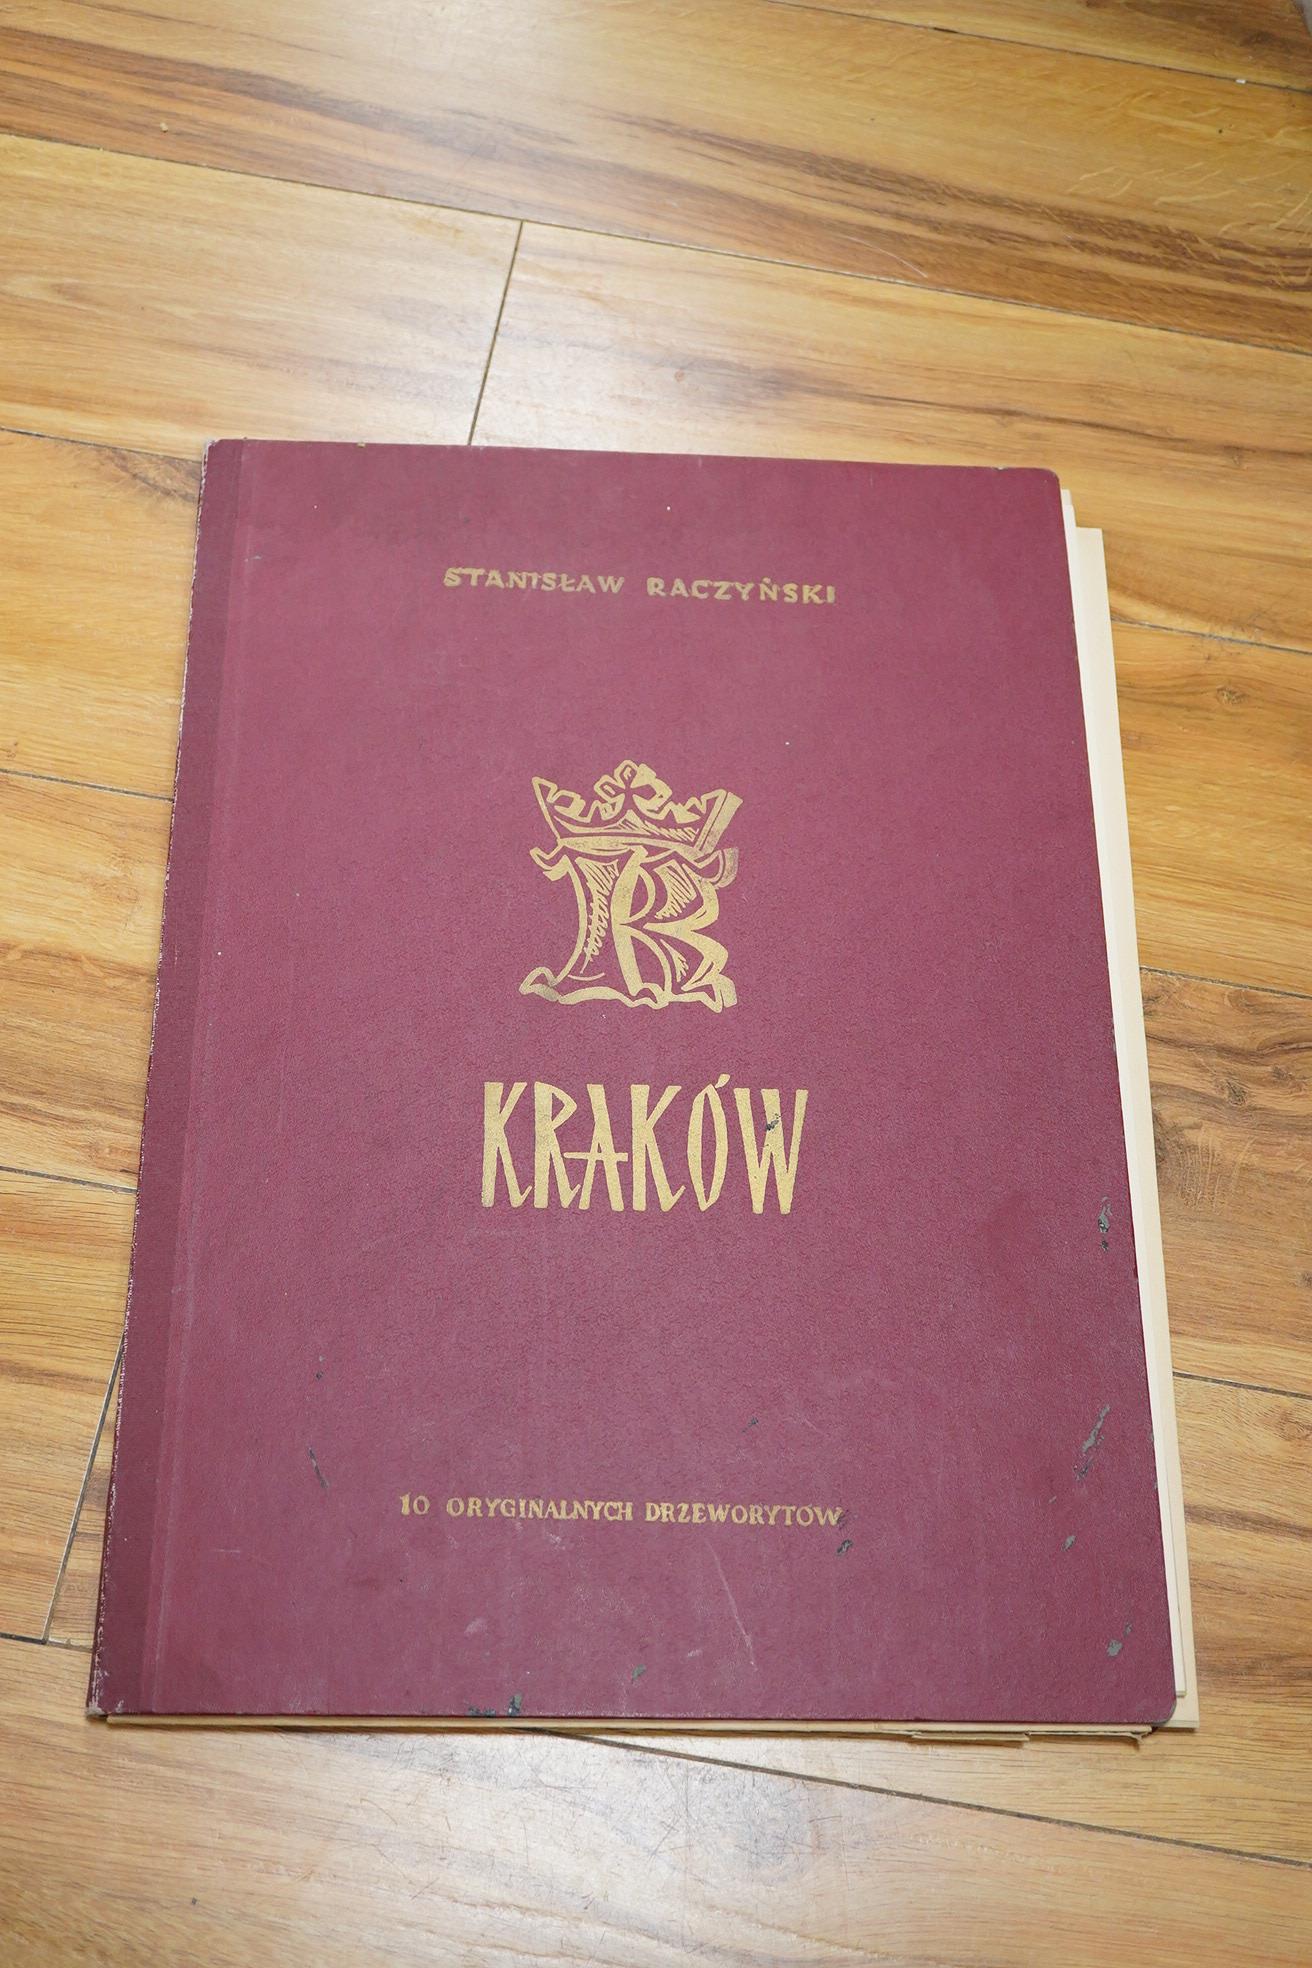 STANISŁAW RACZYŃSKI
K
KRAKÓW
10 ORYGINALNYCH DRZEWORYTÓW